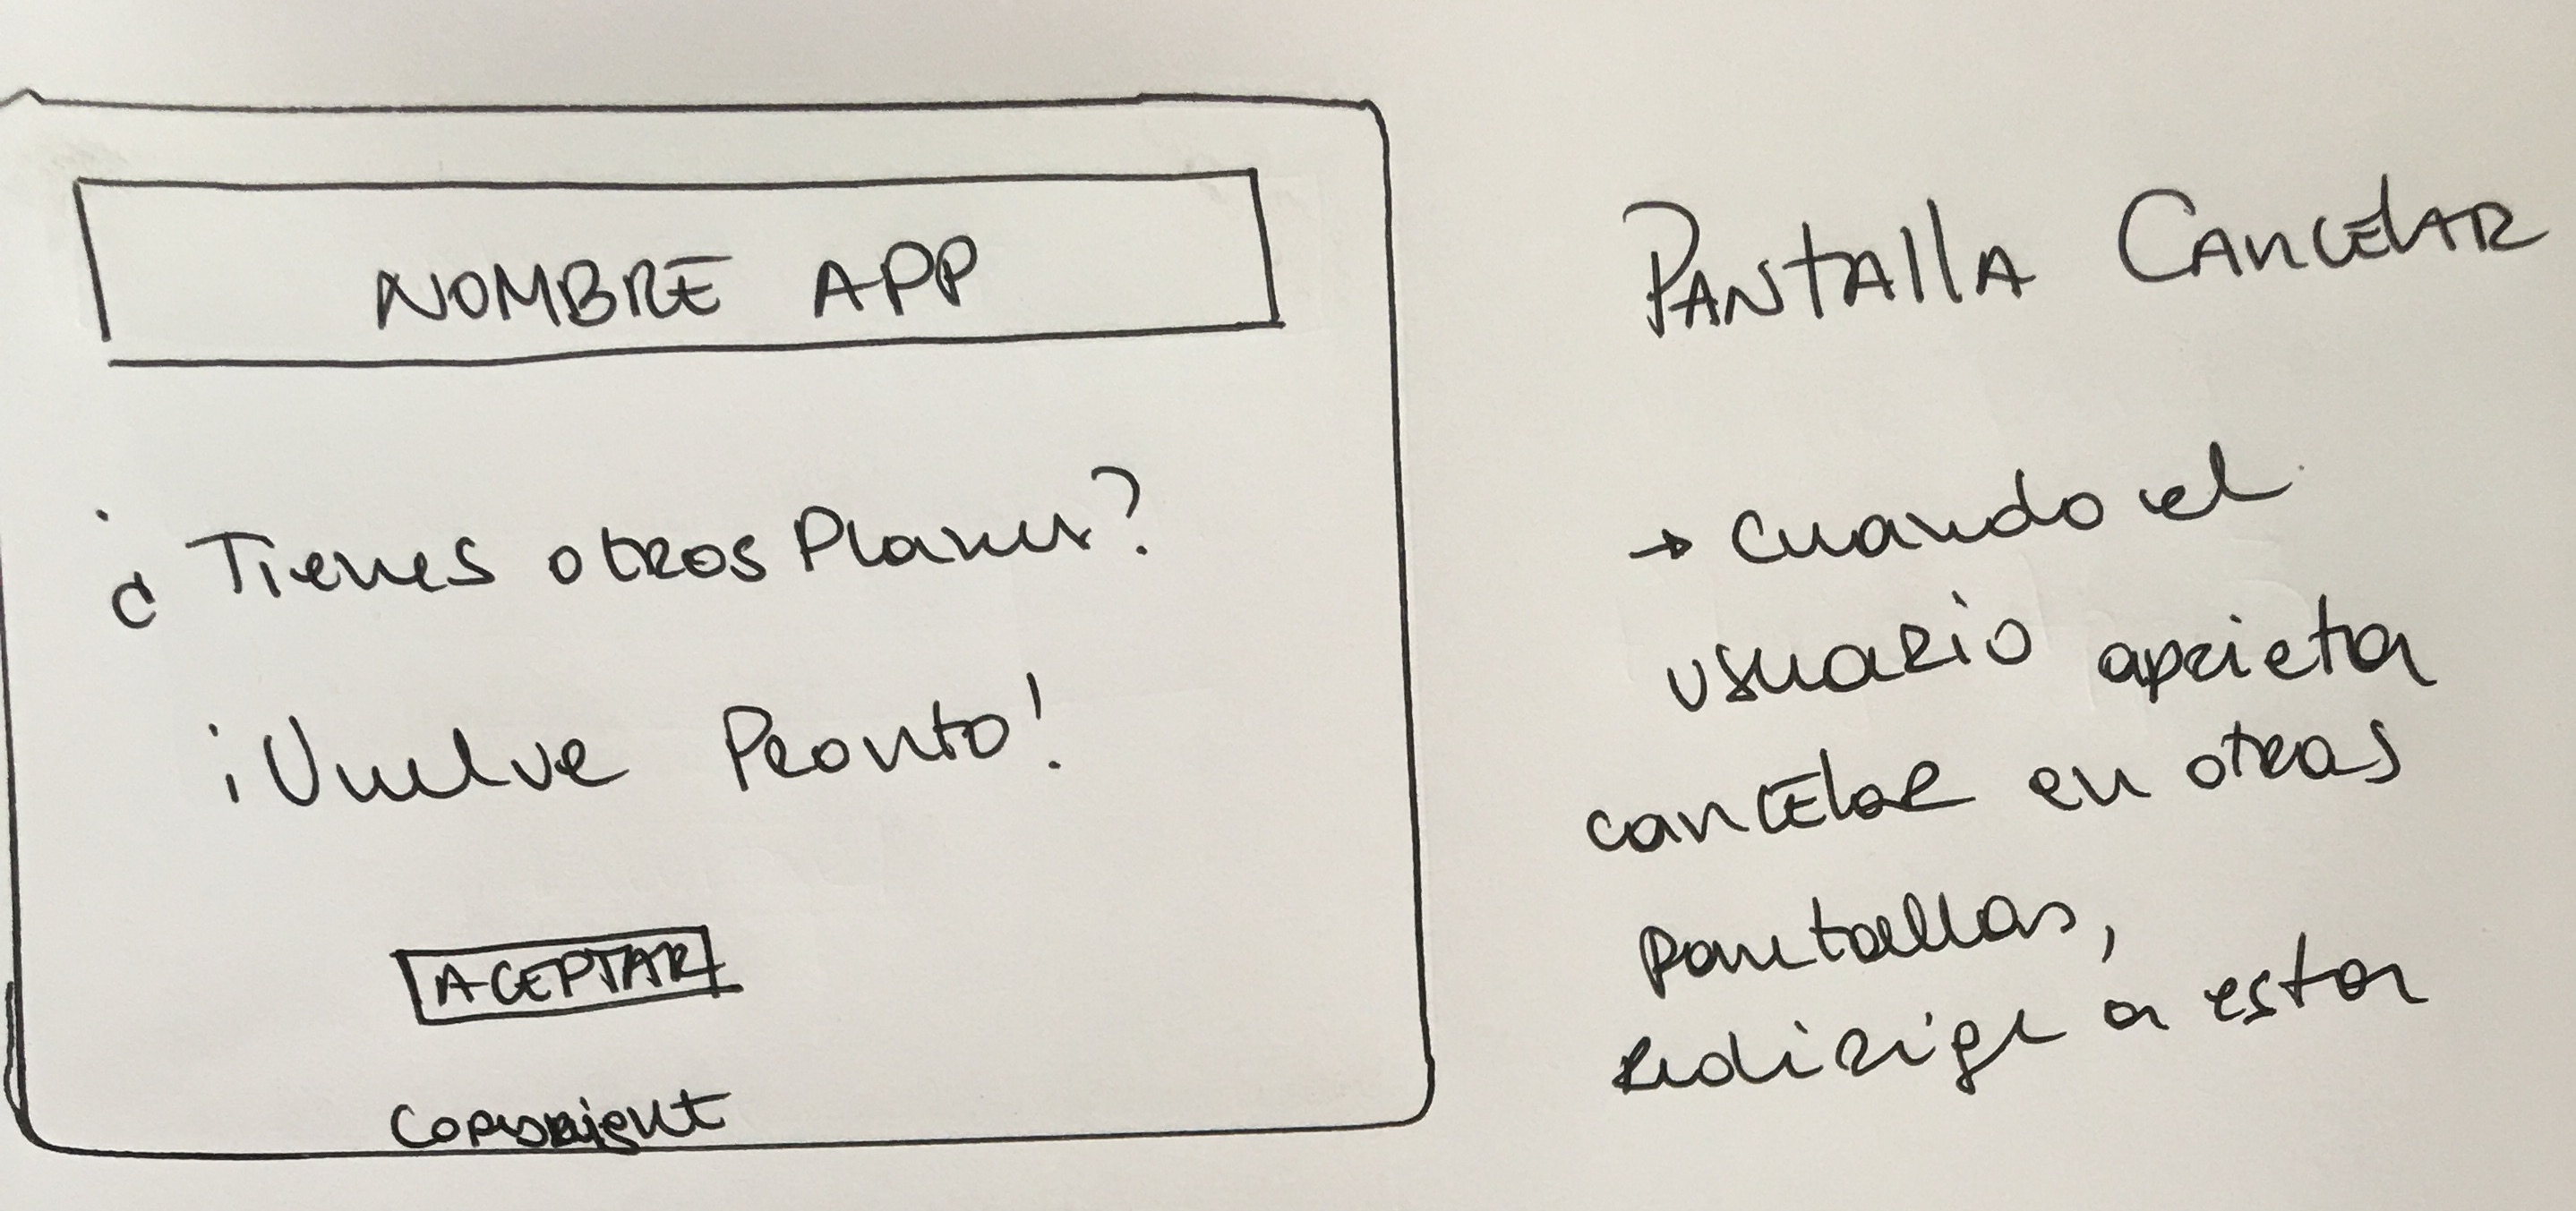 NOMBRE APP
¿Tienes otros Planes?
¡Vuelve Pronto!
ACEPTAR
Copyright
PANTAllA CANCElAR
→ Cuando el
usuario aprieta
cancelar en otras
pantallas,
redirige a esta